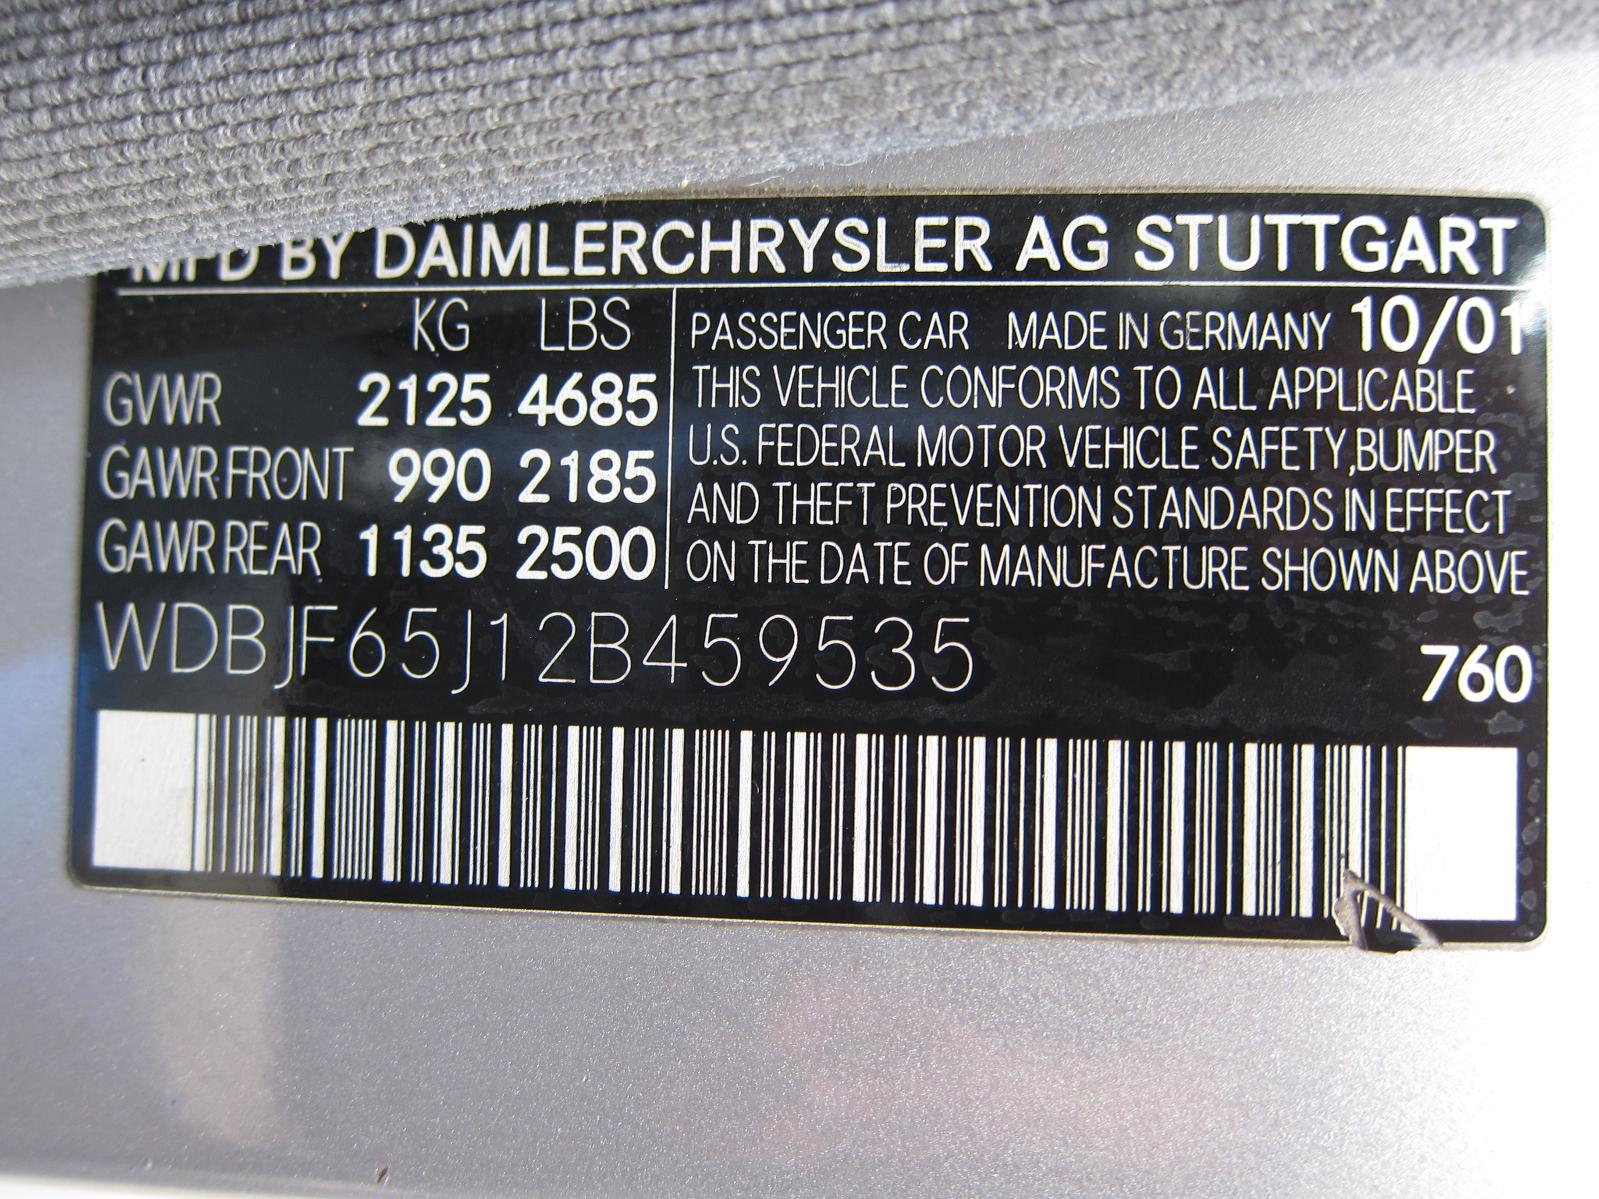 MFD BY DAIMLERCHRYSLER AG STUTTGART
KG LBS
GVWR 2125 4685
GAWR FRONT 990 2185
GAWR REAR 1135 2500
PASSENGER CAR MADE IN GERMANY 10/01
THIS VEHICLE CONFORMS TO ALL APPLICABLE
U.S. FEDERAL MOTOR VEHICLE SAFETY,BUMPER
AND THEFT PREVENTION STANDARDS IN EFFECT
ON THE DATE OF MANUFACTURE SHOWN ABOVE
WDBJF65J12B459535
760